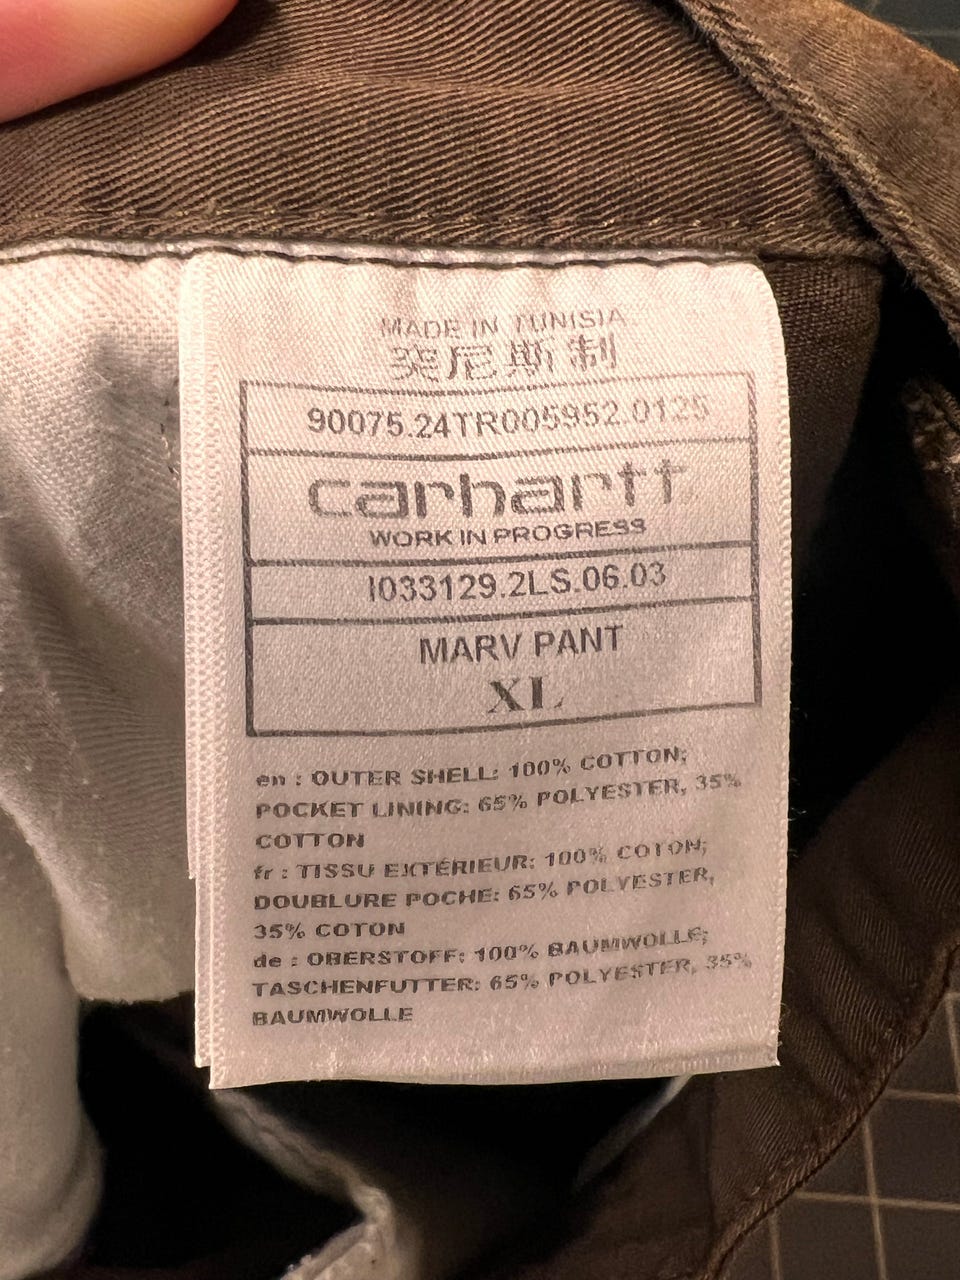 MADE IN TUNISIA
突尼斯制
90075.24TR005952.0125
carhartt
WORK IN PROGRESS
I033129.2LS.06.03
MARV PANT
XL
en : OUTER SHELL: 100% COTTON;
POCKET LINING: 65% POLYESTER, 35%
COTTON
fr : TISSU EXTÉRIEUR: 100% COTON;
DOUBLURE POCHE: 65% POLYESTER,
35% COTON
de : OBERSTOFF: 100% BAUMWOLLE;
TASCHENFUTTER: 65% POLYESTER, 35%
BAUMWOLLE